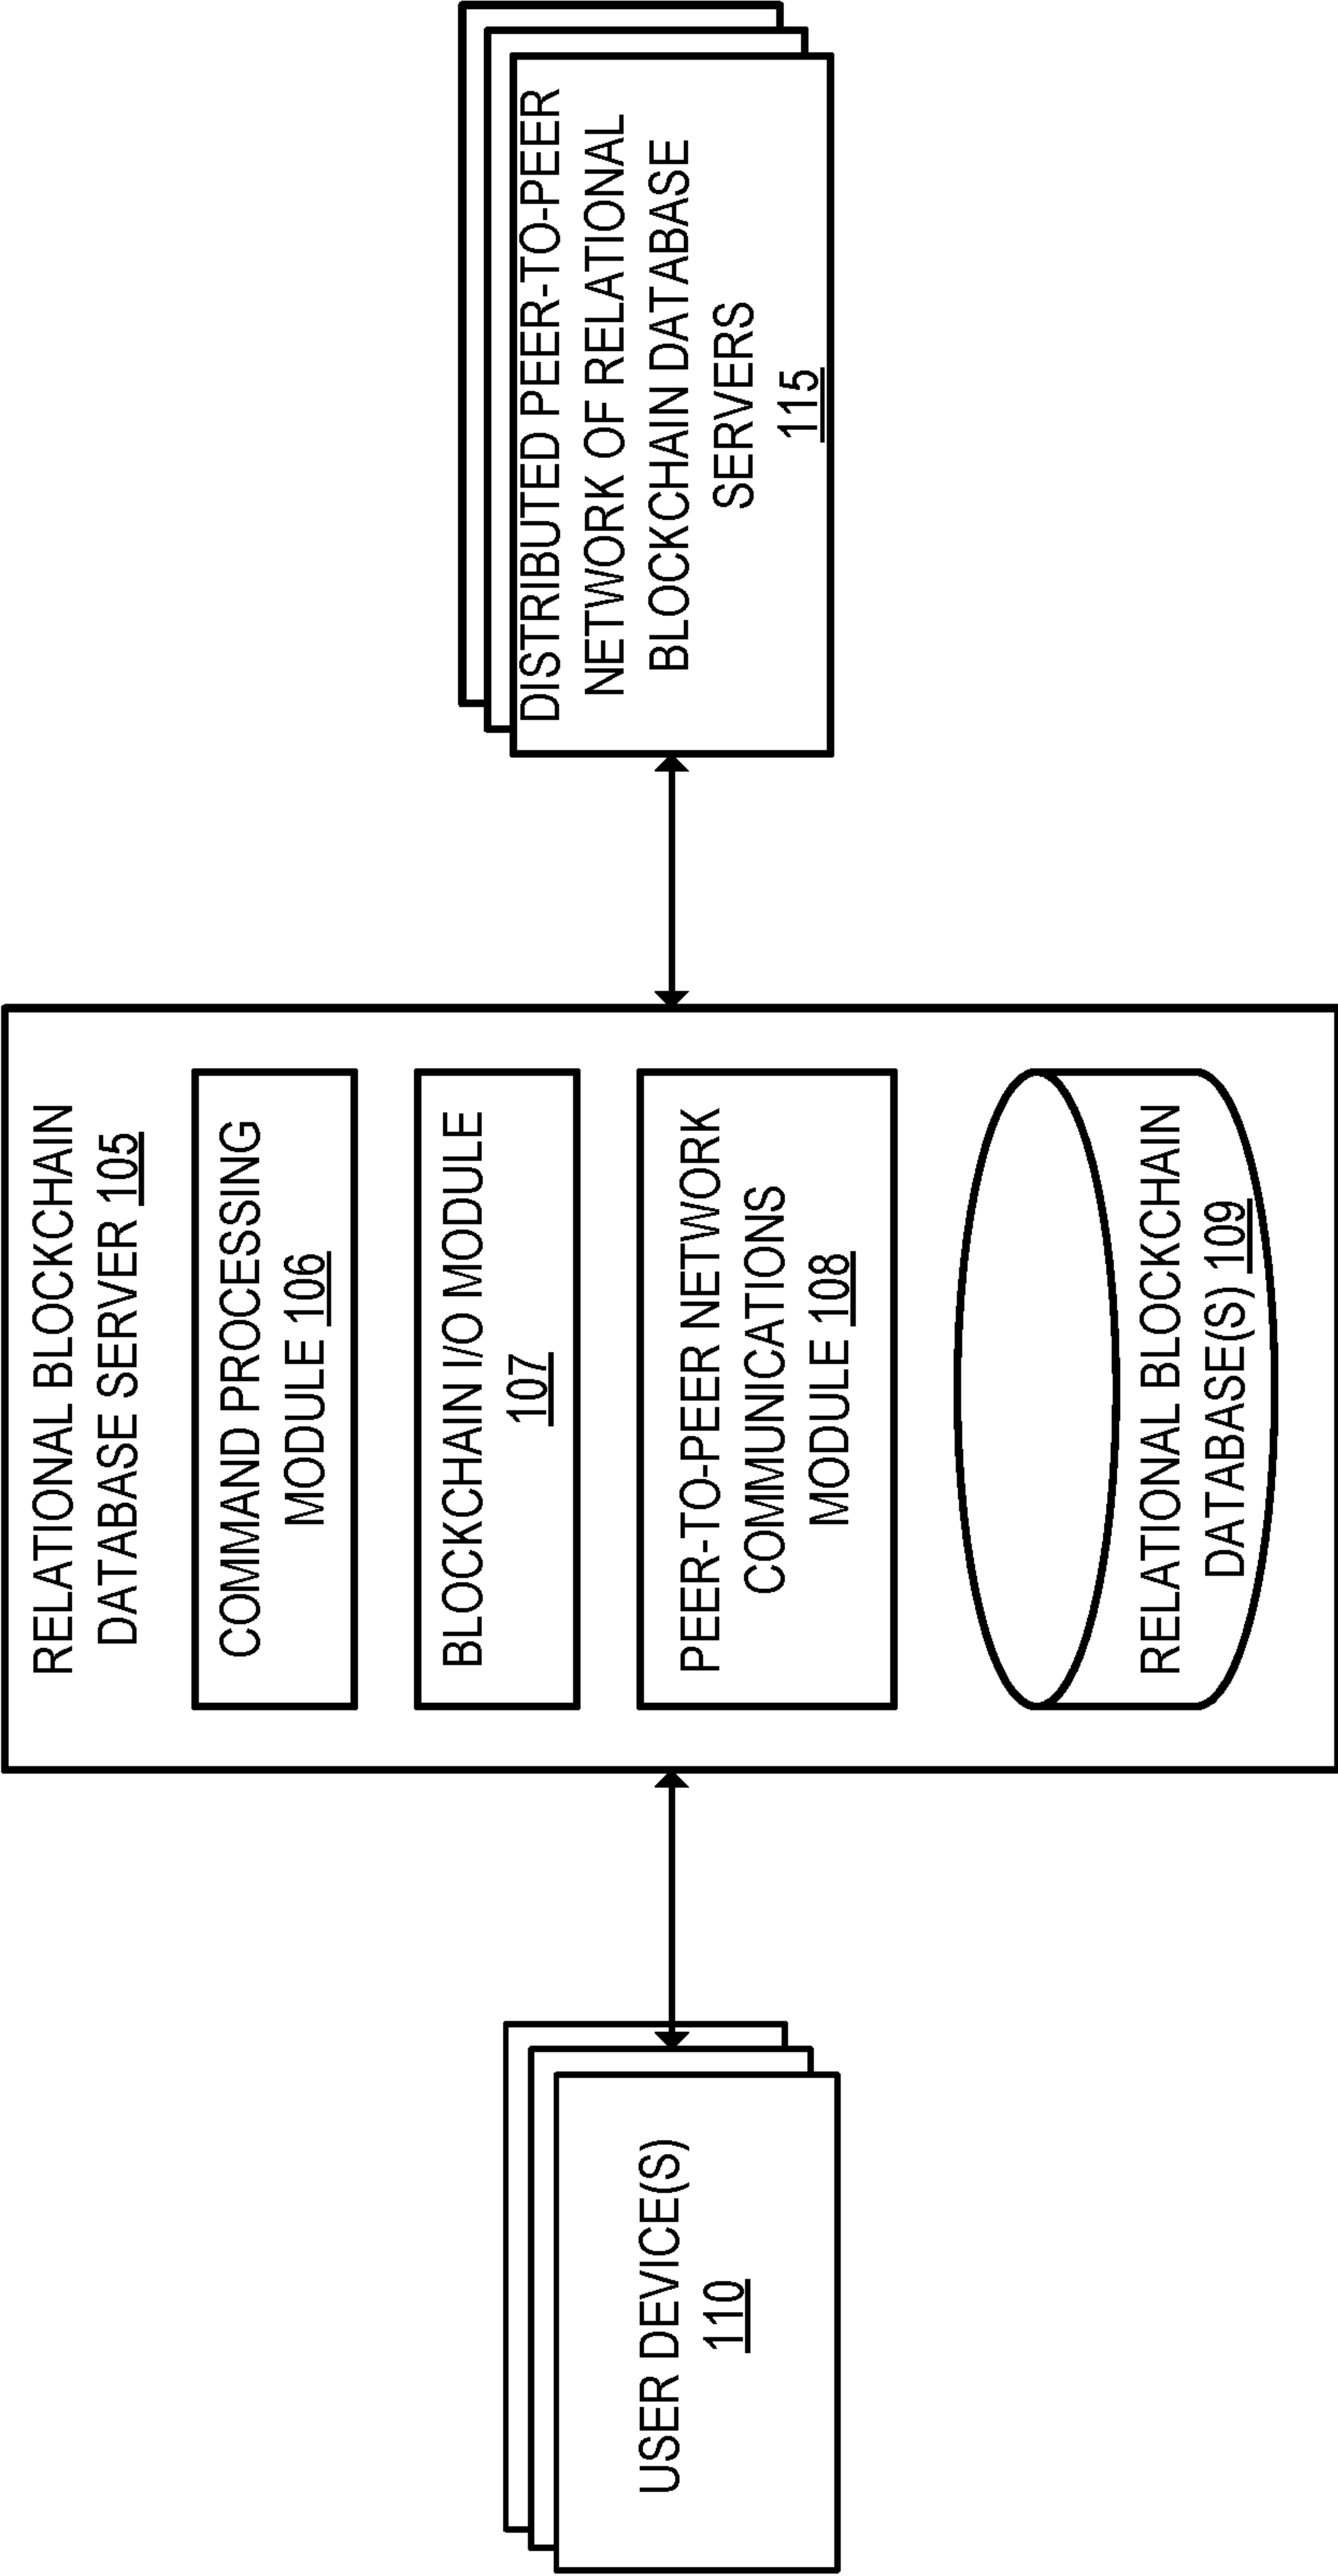 USER DEVICE(S)
110
RELATIONAL BLOCKCHAIN
DATABASE SERVER 105
COMMAND PROCESSING
MODULE 106
BLOCKCHAIN I/O MODULE
107
PEER-TO-PEER NETWORK
COMMUNICATIONS
MODULE 108
RELATIONAL BLOCKCHAIN
DATABASE(S) 109
DISTRIBUTED PEER-TO-PEER
NETWORK OF RELATIONAL
BLOCKCHAIN DATABASE
SERVERS
115